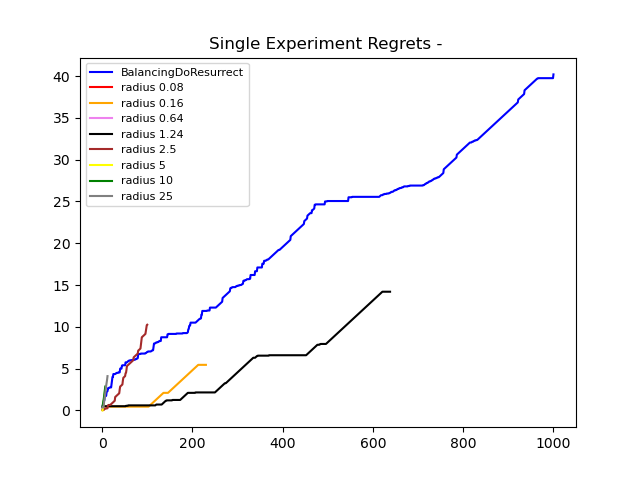 Single Experiment Regrets -
BalancingDoResurrect
radius 0.08
radius 0.16
radius 0.64
radius 1.24
radius 2.5
radius 5
radius 10
radius 25
40
35
30
25
20
15
10
5
0
0 200 400 600 800 1000